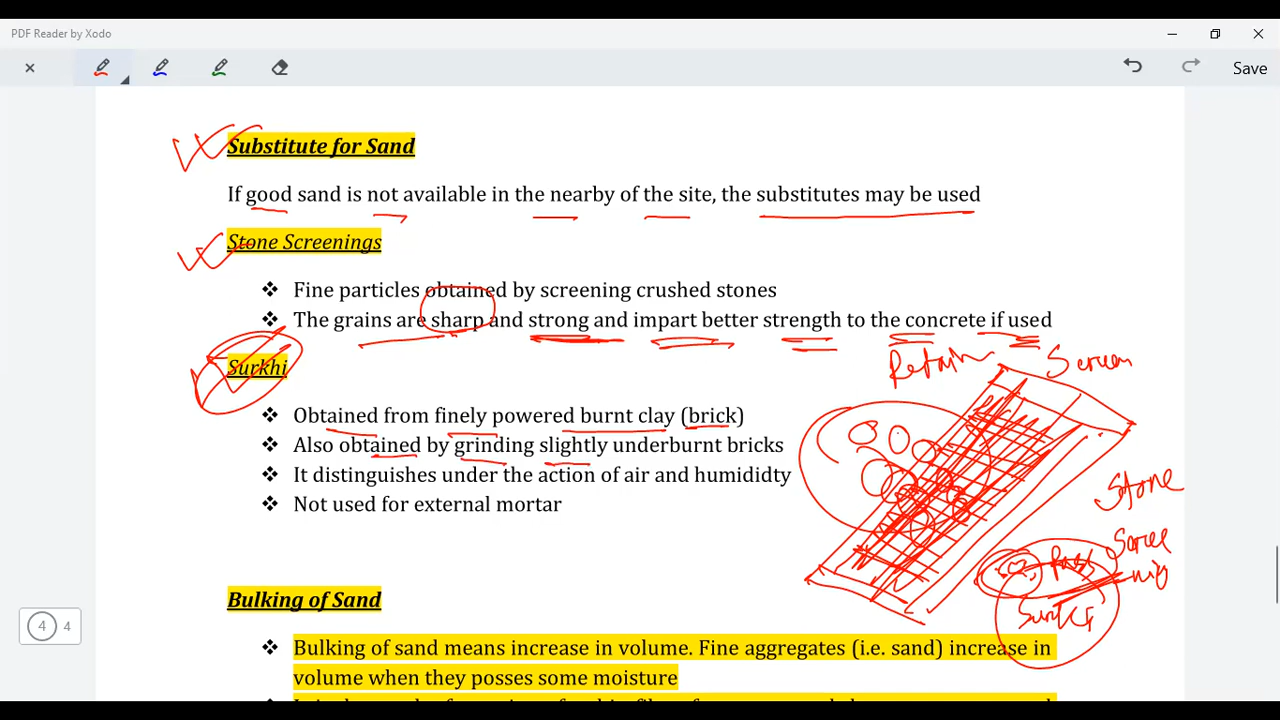 PDF Reader by Xodo
Save
Substitute for Sand
If good sand is not available in the nearby of the site, the substitutes may be used
Stone Screenings
❖ Fine particles obtained by screening crushed stones
❖ The grains are sharp and strong and impart better strength to the concrete if used
Retain Screen
Surkhi
❖ Obtained from finely powered burnt clay (brick)
❖ Also obtained by grinding slightly underburnt bricks
❖ It distinguishes under the action of air and humididty
❖ Not used for external mortar
Stone
Pass
4 4
Bulking of Sand
❖ Bulking of sand means increase in volume. Fine aggregates (i.e. sand) increase in
volume when they posses some moisture